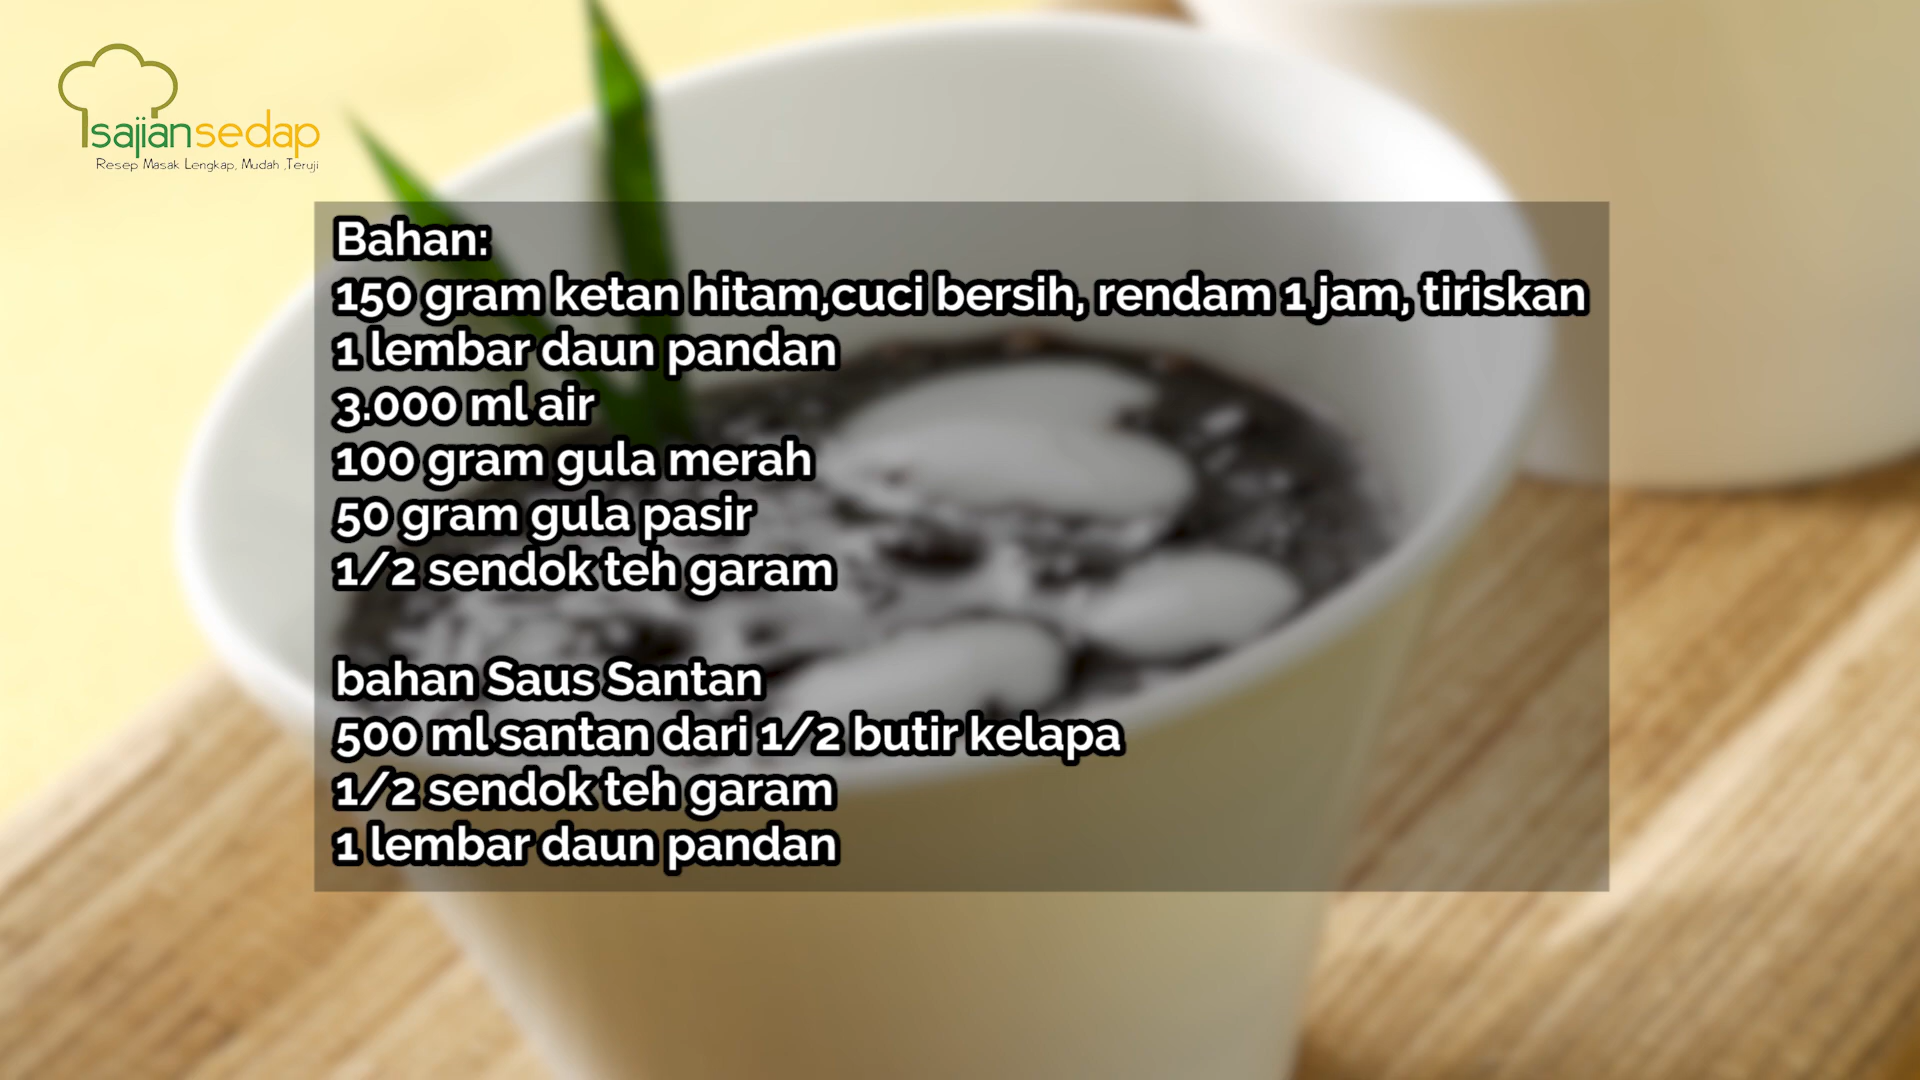 sajiansedap
Resep Masak Lengkap, Mudah ,Teruji
Bahan:
150 gram ketan hitam,cuci bersih, rendam 1 jam, tiriskan
1 lembar daun pandan
3.000 ml air
100 gram gula merah
50 gram gula pasir
1/2 sendok teh garam
bahan Saus Santan
500 ml santan dari 1/2 butir kelapa
1/2 sendok teh garam
1 lembar daun pandan